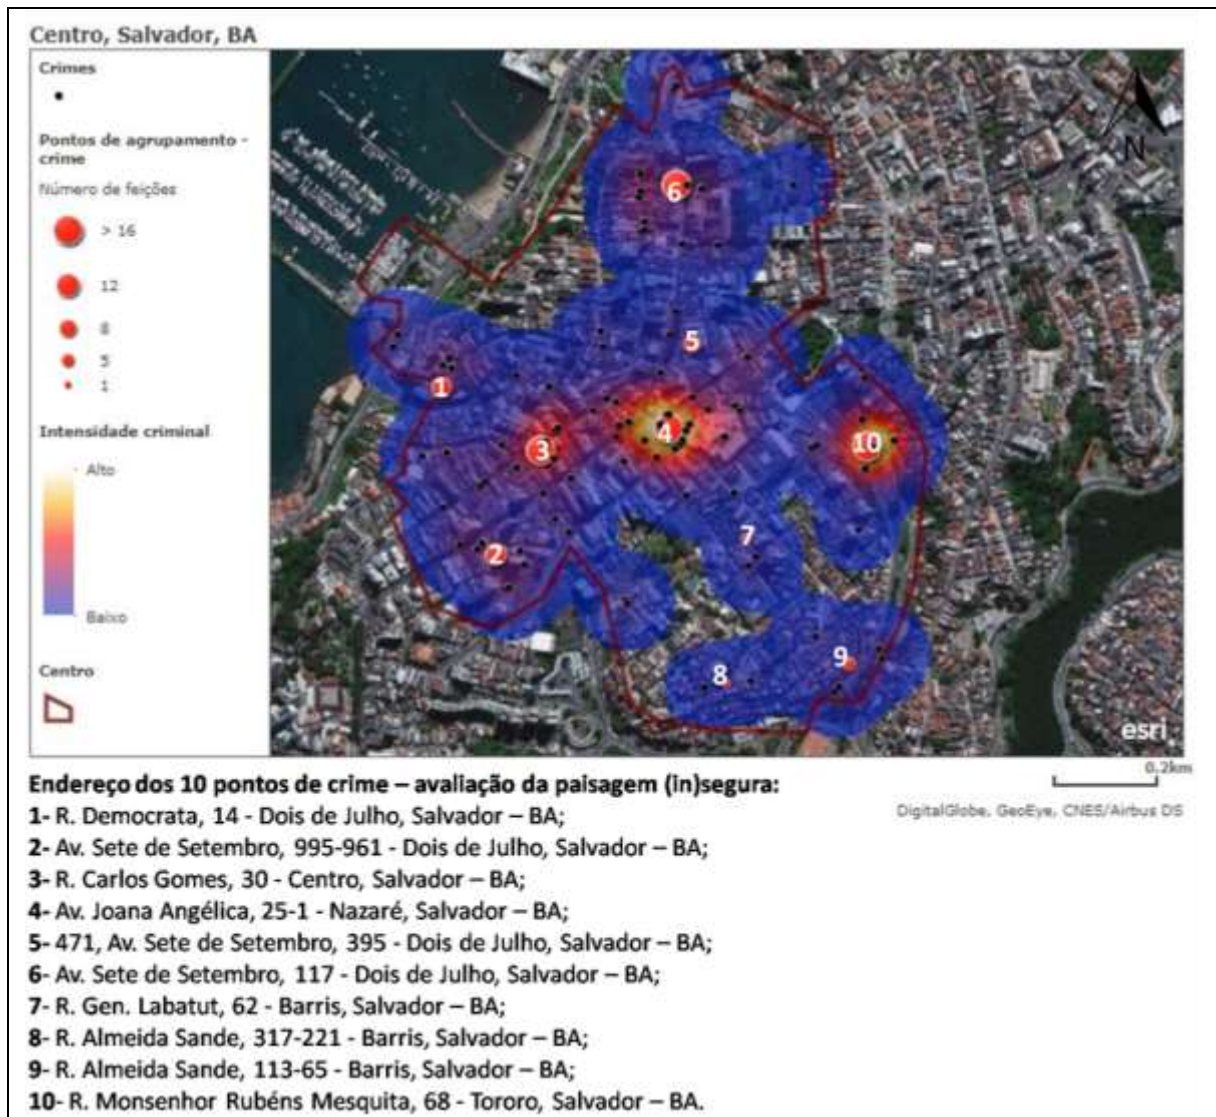 Centro, Salvador, BA
Crimes
Pontos de agrupamento -
crime
Número de feições
> 16
12
8
5
1
Intensidade criminal
Alto
Baixo
Centro
N
6
5
1
4
3
10
2
7
9
8
esri
0.2km
DigitalGlobe, GeoEye, CNES/Airbus DS
Endereço dos 10 pontos de crime – avaliação da paisagem (in)segura:
1- R. Democrata, 14 - Dois de Julho, Salvador – BA;
2- Av. Sete de Setembro, 995-961 - Dois de Julho, Salvador – BA;
3- R. Carlos Gomes, 30 - Centro, Salvador – BA;
4- Av. Joana Angélica, 25-1 - Nazaré, Salvador – BA;
5- 471, Av. Sete de Setembro, 395 - Dois de Julho, Salvador – BA;
6- Av. Sete de Setembro, 117 - Dois de Julho, Salvador – BA;
7- R. Gen. Labatut, 62 - Barris, Salvador – BA;
8- R. Almeida Sande, 317-221 - Barris, Salvador – BA;
9- R. Almeida Sande, 113-65 - Barris, Salvador – BA;
10- R. Monsenhor Rubéns Mesquita, 68 - Tororo, Salvador – BA.